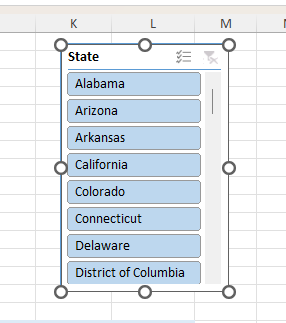 K L M
State
Alabama
Arizona
Arkansas
California
Colorado
Connecticut
Delaware
District of Columbia